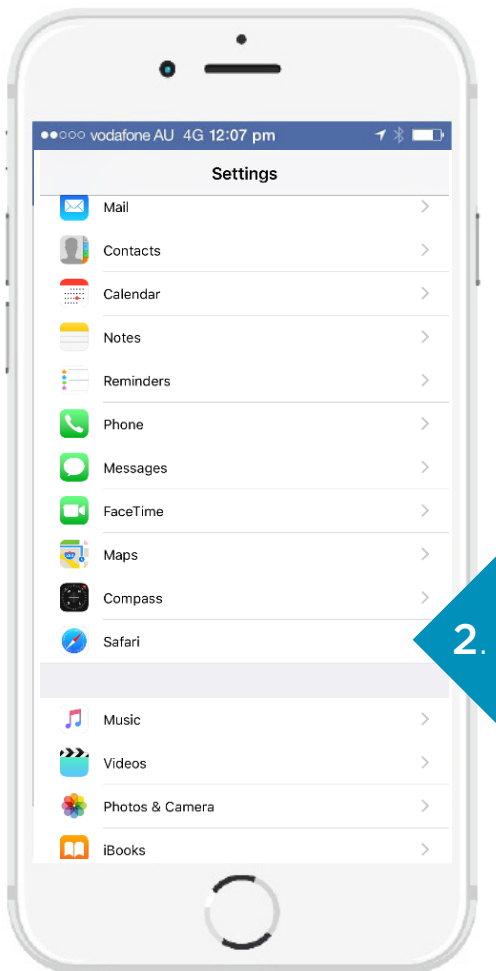 vodafone AU 4G 12:07 pm
Settings
Mail
Contacts
Calendar
Notes
Reminders
Phone
Messages
FaceTime
Maps
Compass
Safari
2.
Music
Videos
Photos & Camera
iBooks